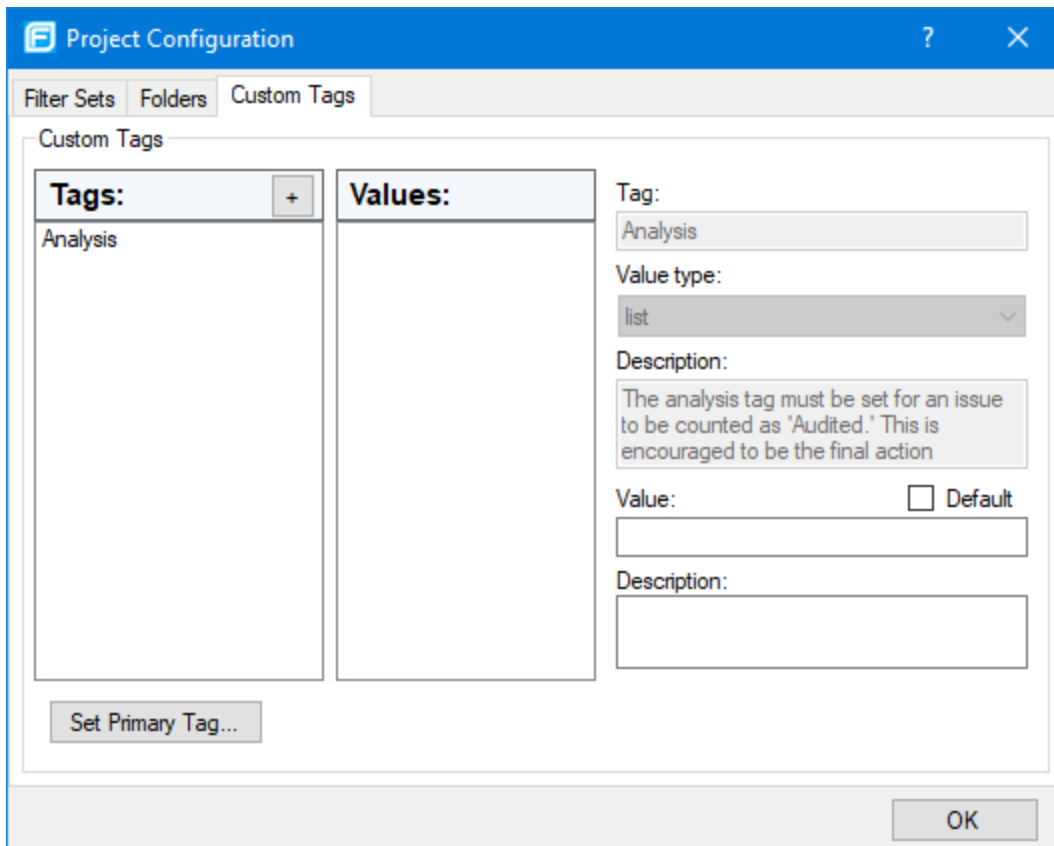 Project Configuration
?
Filter Sets
Folders
Custom Tags
Custom Tags
Tags:
+
Values:
Analysis
Tag:
Analysis
Value type:
list
Description:
The analysis tag must be set for an issue
to be counted as 'Audited.' This is
encouraged to be the final action
Value:
Default
Description:
Set Primary Tag...
OK